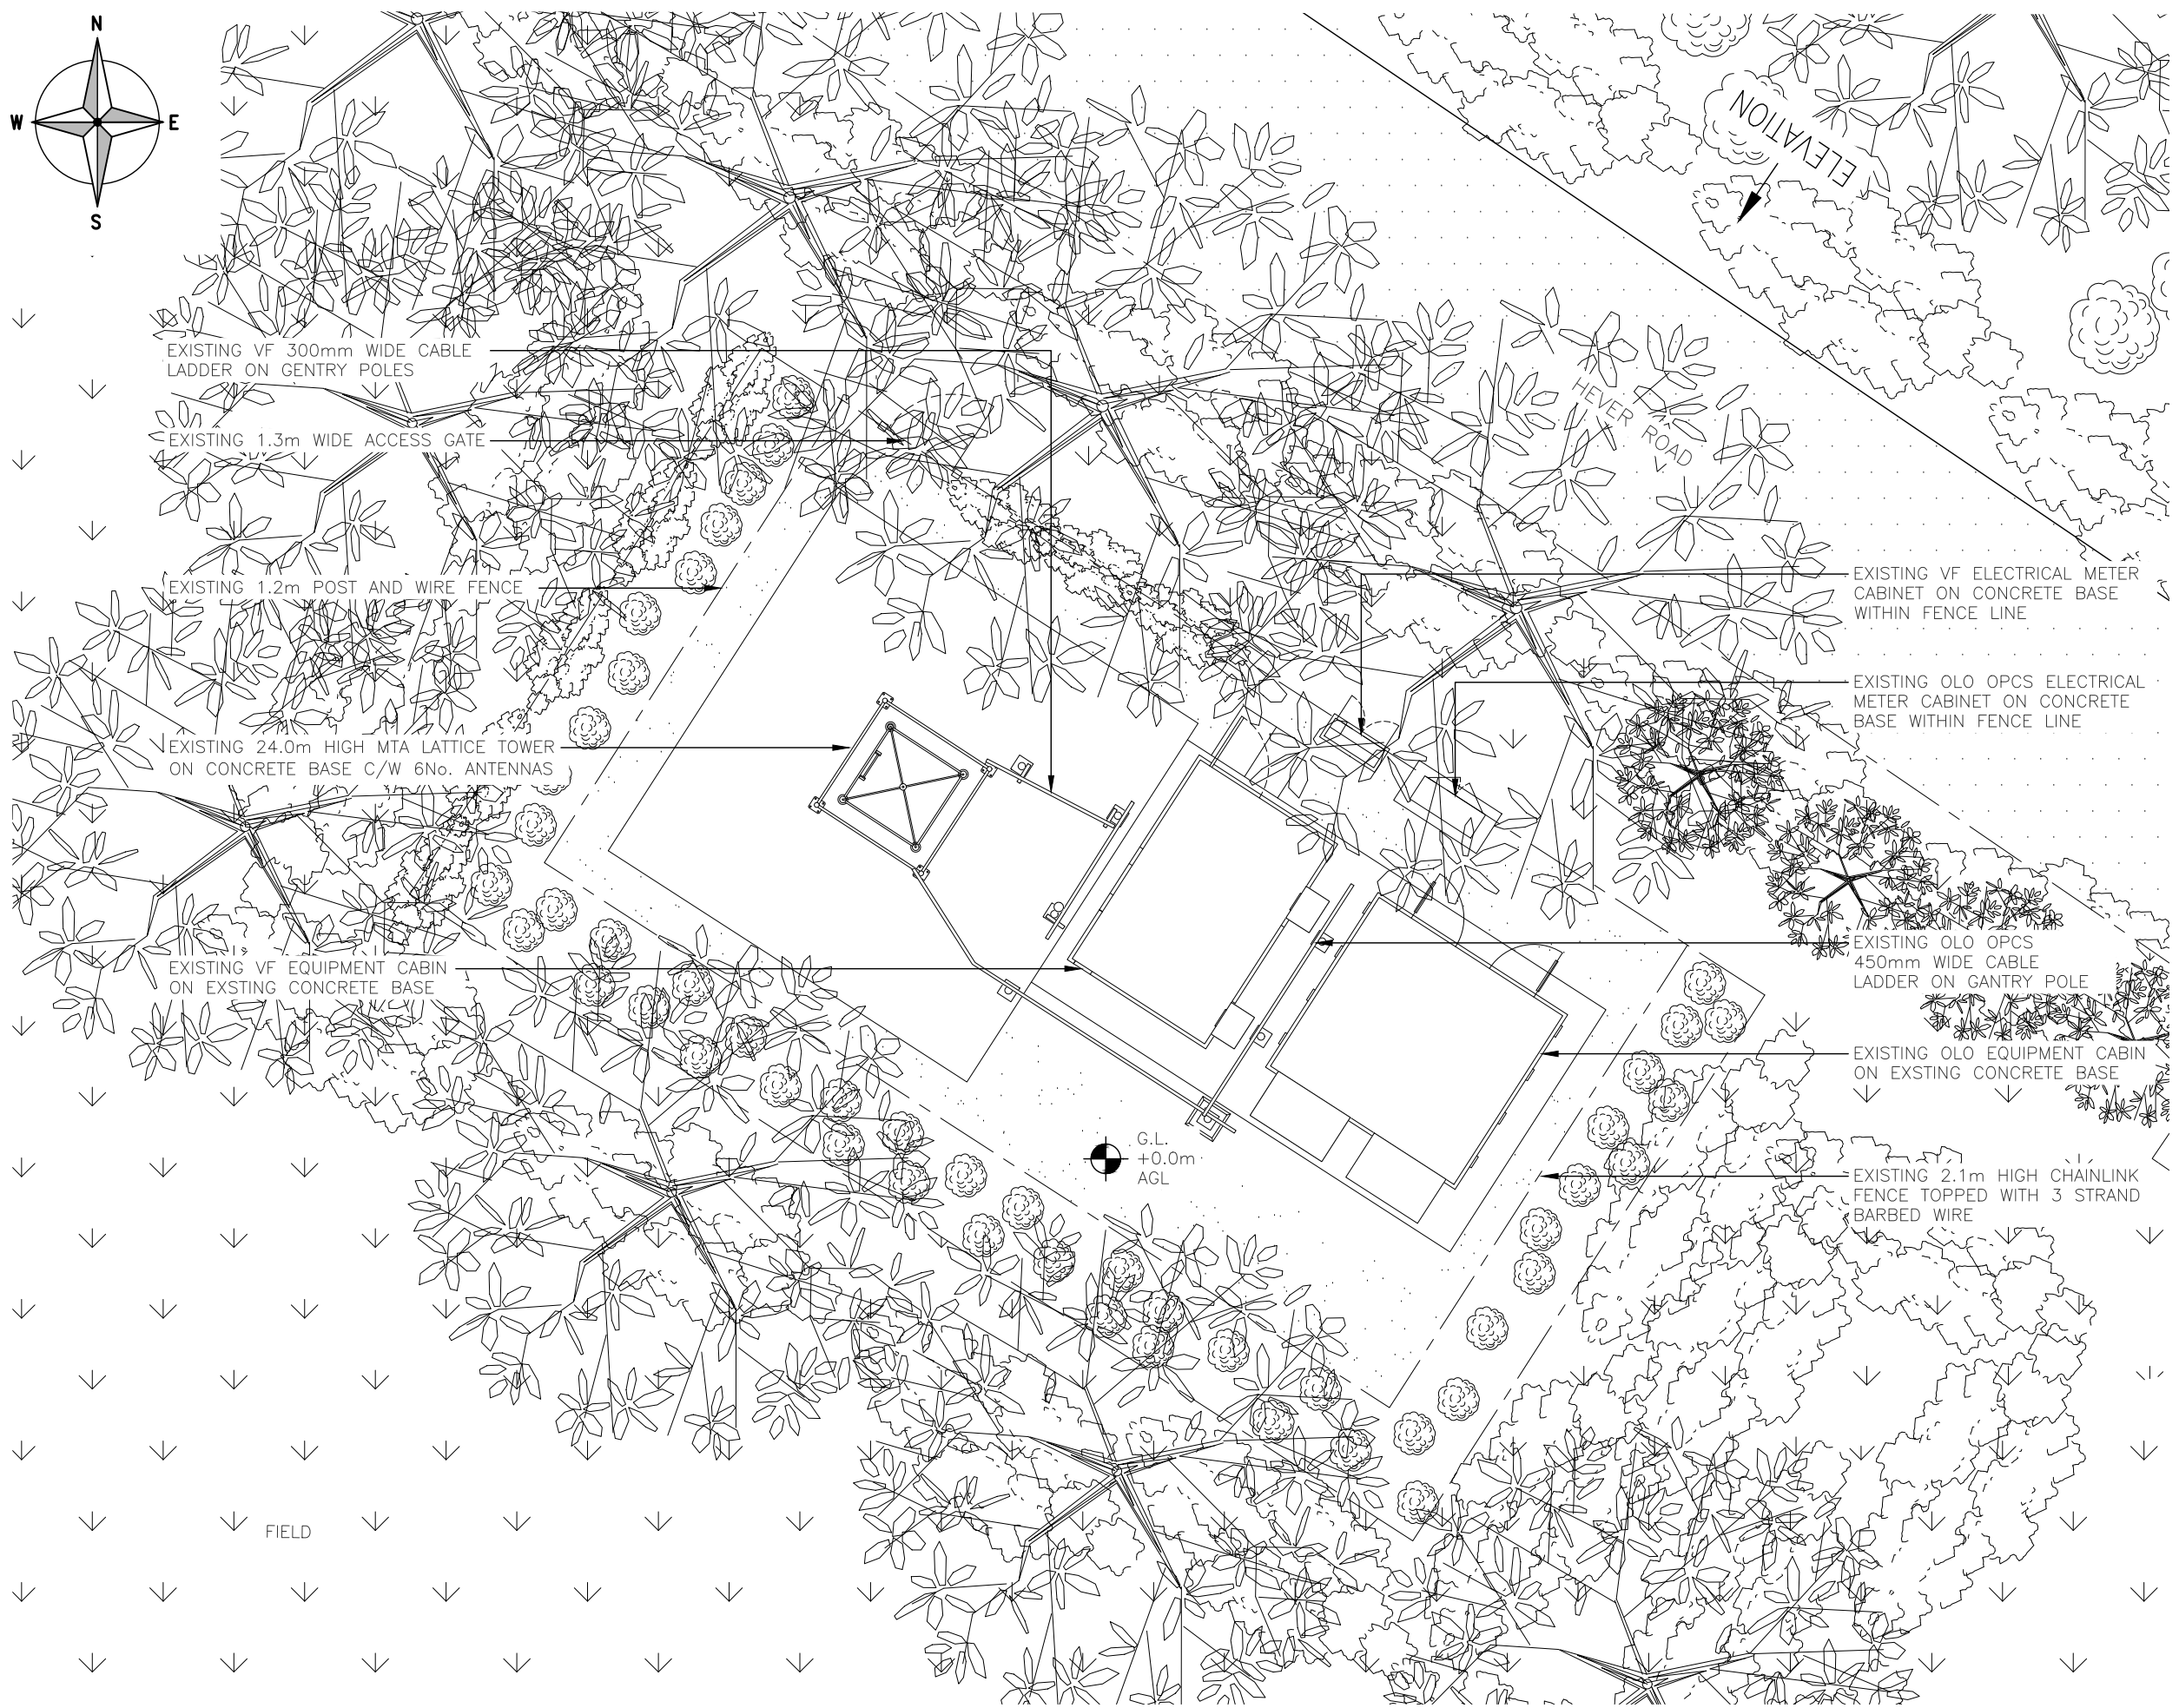 N
W E
S
ELEVATION
EXISTING VF 300mm WIDE CABLE
LADDER ON GENTRY POLES
EXISTING 1.3m WIDE ACCESS GATE
EXISTING 1.2m POST AND WIRE FENCE
EXISTING 24.0m HIGH MTA LATTICE TOWER
ON CONCRETE BASE C/W 6No. ANTENNAS
EXISTING VF EQUIPMENT CABIN
ON EXSTING CONCRETE BASE
HEVER ROAD
EXISTING VF ELECTRICAL METER
CABINET ON CONCRETE BASE
WITHIN FENCE LINE
EXISTING OLO OPCS ELECTRICAL
METER CABINET ON CONCRETE
BASE WITHIN FENCE LINE
EXISTING OLO OPCS
450mm WIDE CABLE
LADDER ON GANTRY POLE
EXISTING OLO EQUIPMENT CABIN
ON EXSTING CONCRETE BASE
EXISTING 2.1m HIGH CHAINLINK
FENCE TOPPED WITH 3 STRAND
BARBED WIRE
G.L.
+0.0m
AGL
FIELD